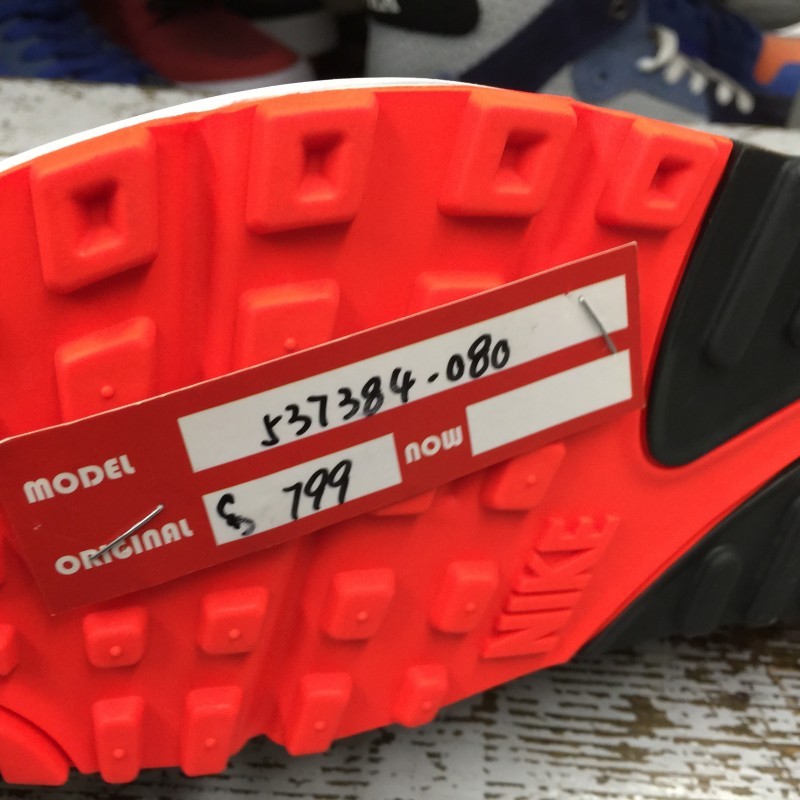 MODEL 537384-080
ORIGINAL $ 799 NOW
NIKE